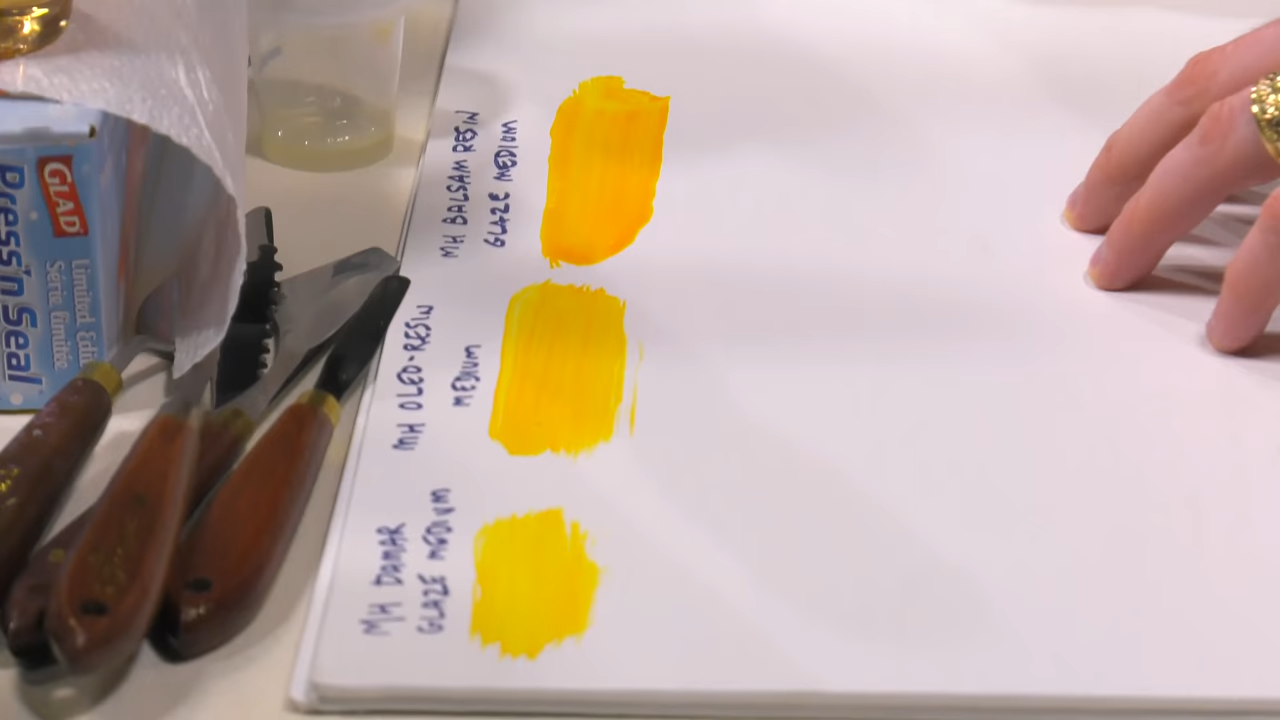 GLAD
Press'n Seal
Limited Edi
Série limitée
MH BALSAM RESIN
GLAZE MEDIUM
MH OLEO-RESIN
MEDIUM
MH DAMAR
GLAZE MEDIUM